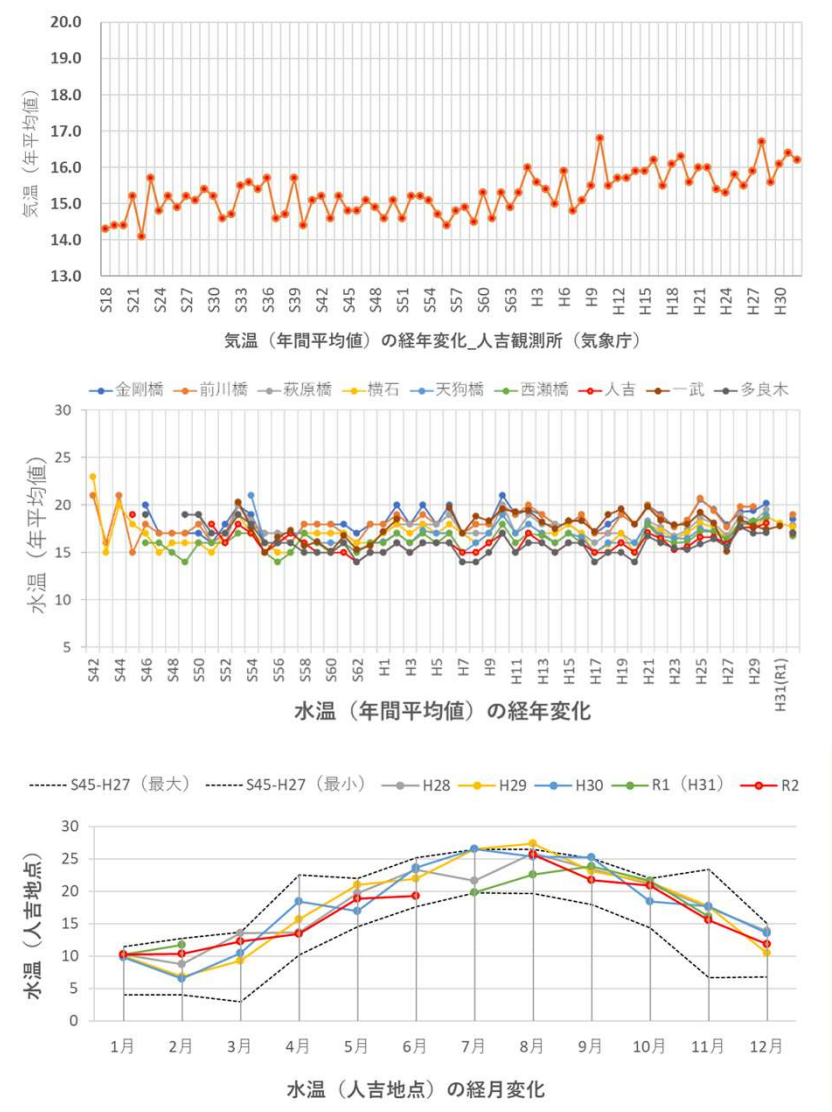 20.0
19.0
18.0
17.0
16.0
15.0
14.0
13.0
気温（年平均値）
S18 S21 S24 S27 S30 S33 S36 S39 S42 S45 S48 S51 S54 S57 S60 S63 H3 H6 H9 H12 H15 H18 H21 H24 H27 H30
気温（年間平均値）の経年変化_人吉観測所（気象庁）
金剛橋 前川橋 萩原橋 横石 天狗橋 西瀬橋 人吉 一武 多良木
30
25
20
15
10
5
水温（年平均値）
S42 S44 S46 S48 S50 S52 S54 S56 S58 S60 S62 H1 H3 H5 H7 H9 H11 H13 H15 H17 H19 H21 H23 H25 H27 H29 H31(R1)
水温（年間平均値）の経年変化
S45-H27（最大） S45-H27（最小） H28 H29 H30 R1（H31） R2
30
25
20
15
10
5
0
水温（人吉地点）
1月 2月 3月 4月 5月 6月 7月 8月 9月 10月 11月 12月
水温（人吉地点）の経月変化